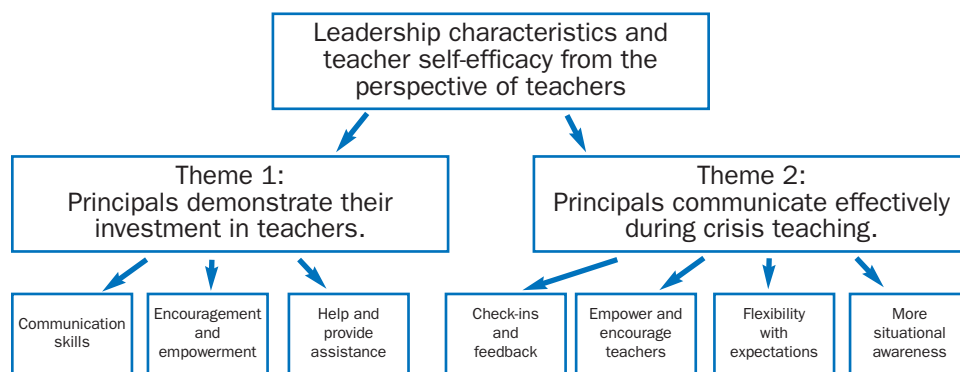 Leadership characteristics and
teacher self-efficacy from the
perspective of teachers
Theme 1:
Principals demonstrate their
investment in teachers.
Theme 2:
Principals communicate effectively
during crisis teaching.
Communication
skills
Encouragement
and
empowerment
Help and
provide
assistance
Check-ins
and
feedback
Empower and
encourage
teachers
Flexibility
with
expectations
More
situational
awareness